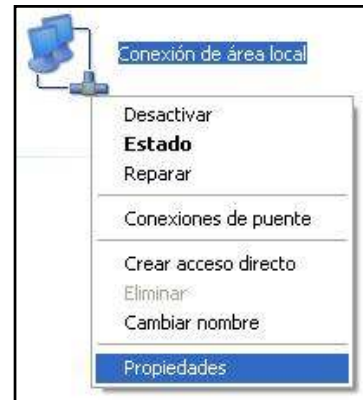 Conexión de área local
Desactivar
Estado
Reparar
Conexiones de puente
Crear acceso directo
Eliminar
Cambiar nombre
Propiedades